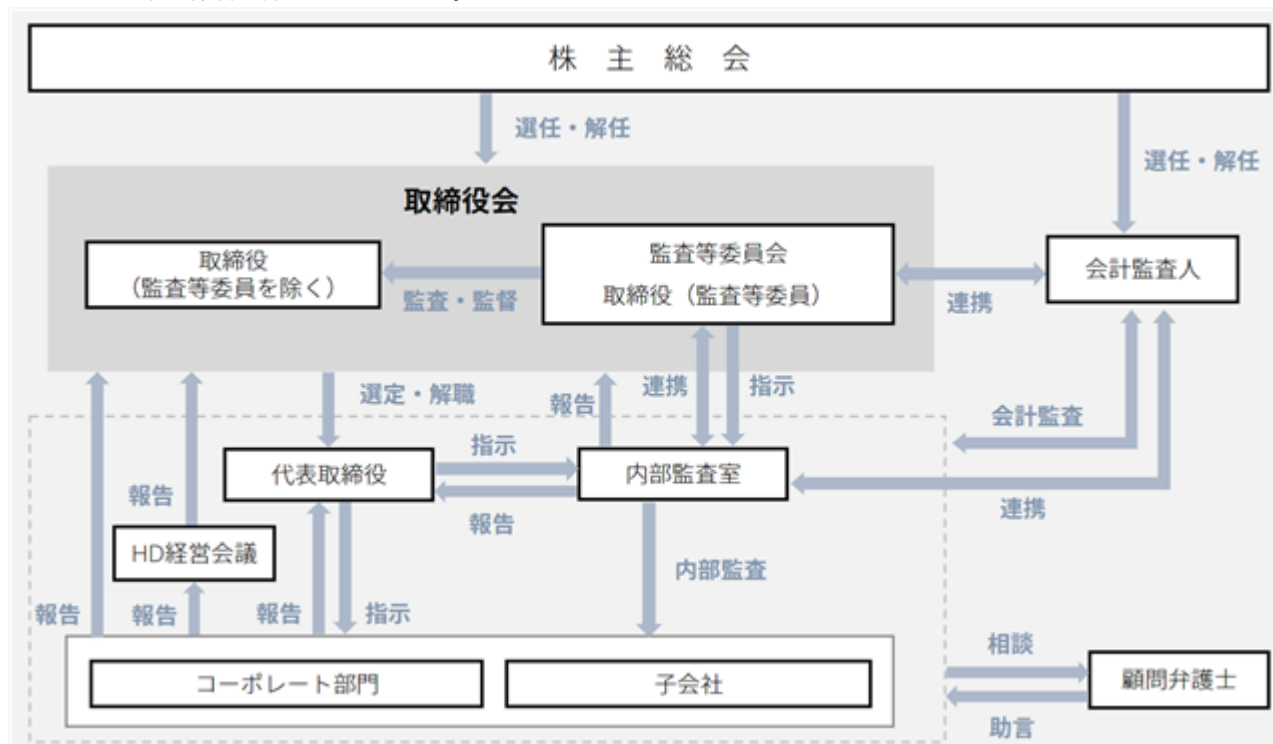 株主総会
選任・解任
選任・解任
取締役会
取締役
（監査等委員を除く）
監査・監督
監査等委員会
取締役（監査等委員）
連携
会計監査人
選定・解職
報告
連携
指示
会計監査
代表取締役
指示
報告
内部監査室
連携
報告
HD経営会議
内部監査
報告
報告
報告
指示
コーポレート部門
子会社
相談
助言
顧問弁護士